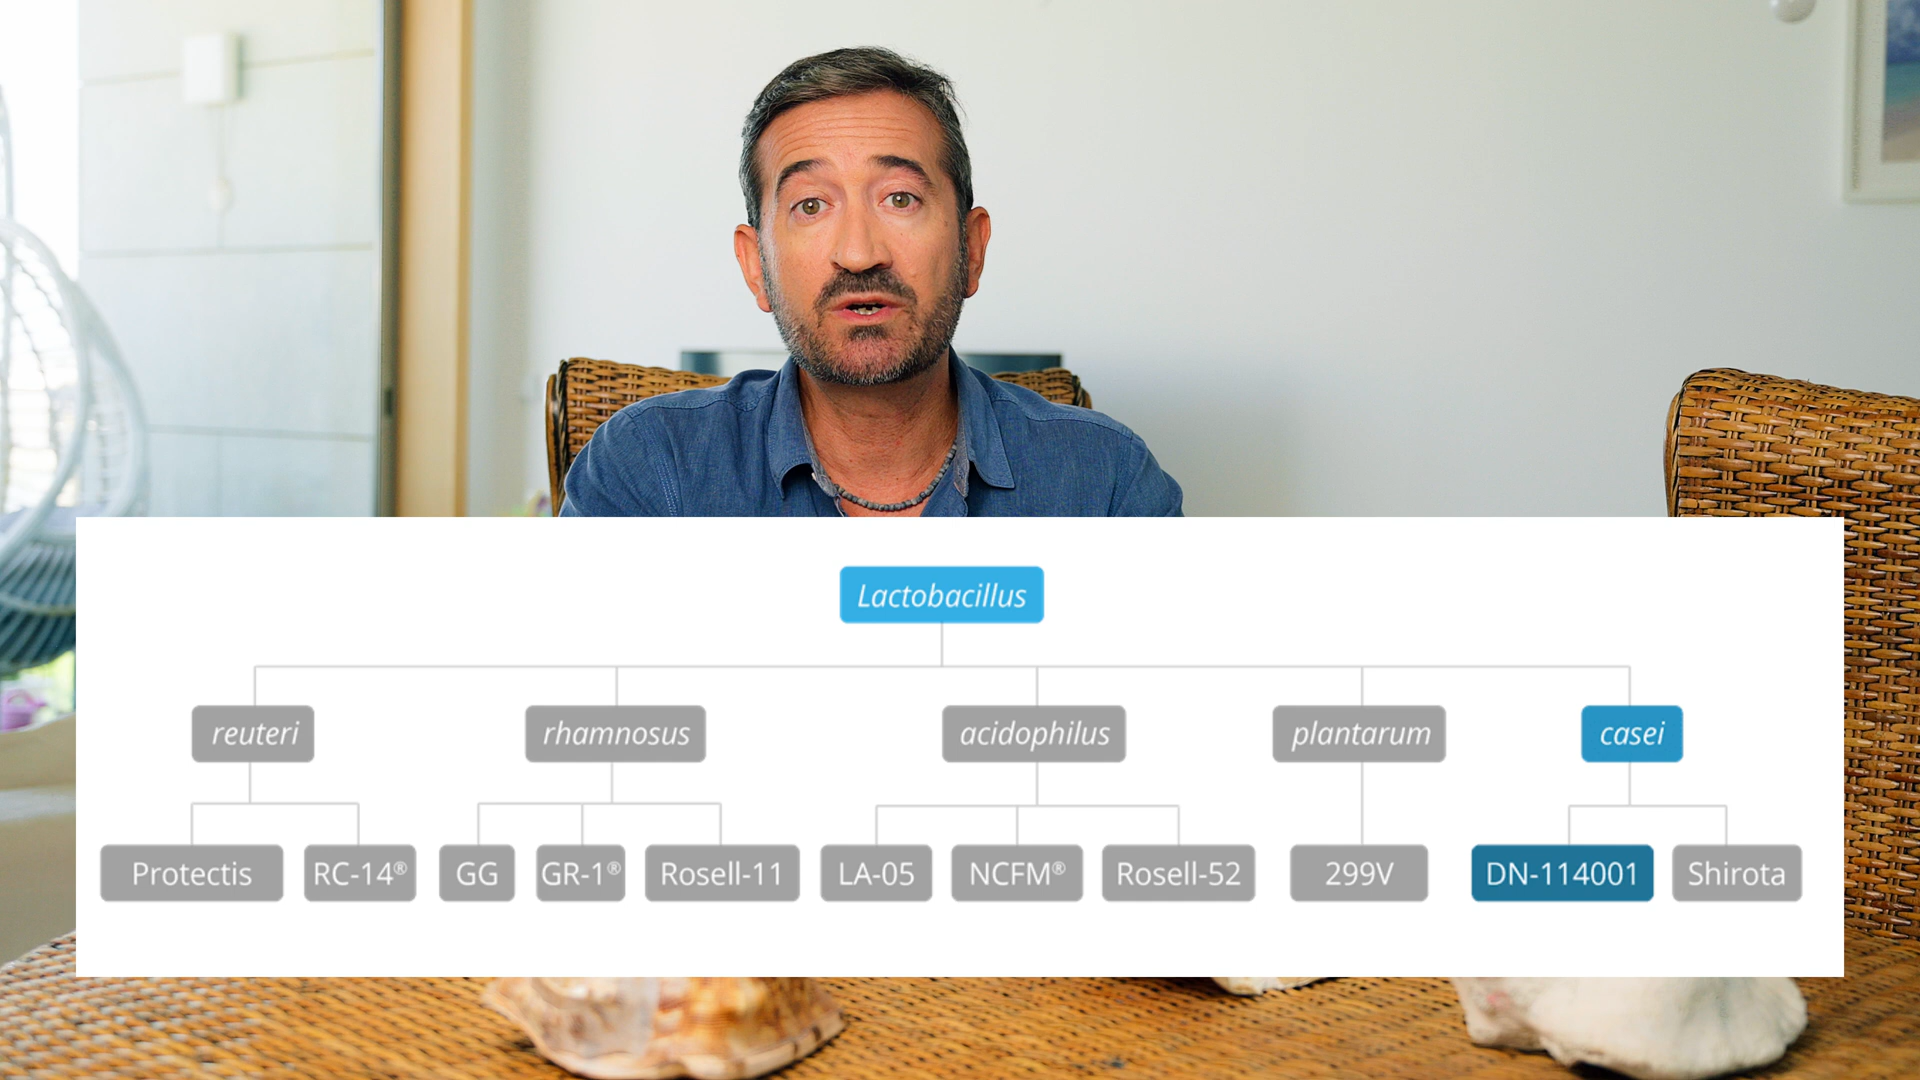 Lactobacillus
reuteri rhamnosus acidophilus plantarum casei
Protectis RC-14® GG GR-1® Rosell-11 LA-05 NCFM® Rosell-52 299V DN-114001 Shirota